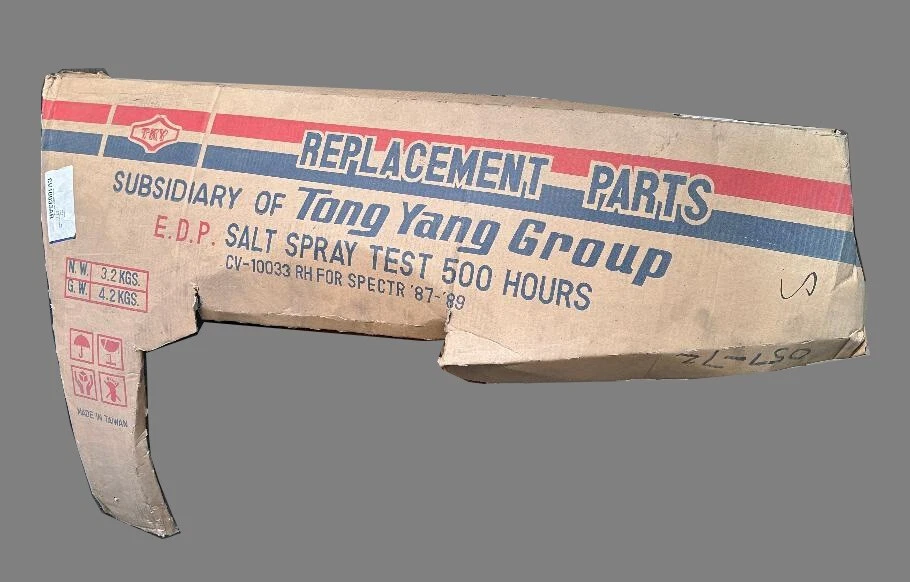 TKY
REPLACEMENT PARTS
SUBSIDIARY OF Tong Yang Group
E.D.P. SALT SPRAY TEST 500 HOURS
CV-10033 RH FOR SPECTR '87-'89
N.W. 3.2 KGS.
G.W. 4.2 KGS.
S
MADE IN TAIWAN